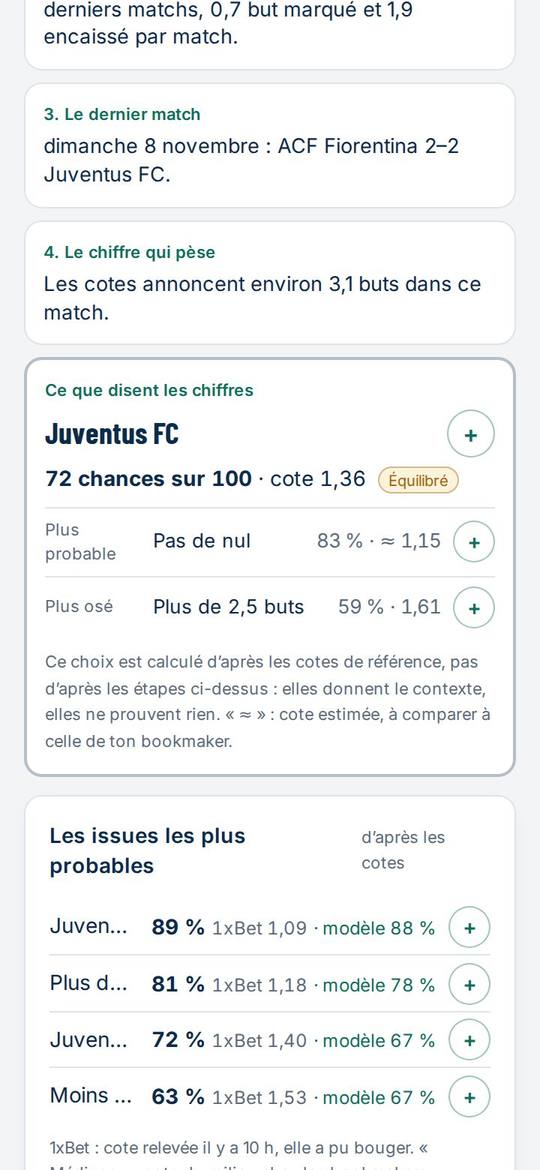 derniers matchs, 0,7 but marqué et 1,9
encaissé par match.
3. Le dernier match
dimanche 8 novembre : ACF Fiorentina 2–2
Juventus FC.
4. Le chiffre qui pèse
Les cotes annoncent environ 3,1 buts dans ce
match.
Ce que disent les chiffres
Juventus FC
+
72 chances sur 100 · cote 1,36 Équilibré
Plus
probable
Pas de nul 83 % · ≈ 1,15 +
Plus osé Plus de 2,5 buts 59 % · 1,61 +
Ce choix est calculé d’après les cotes de référence, pas
d’après les étapes ci-dessus : elles donnent le contexte,
elles ne prouvent rien. « ≈ » : cote estimée, à comparer à
celle de ton bookmaker.
Les issues les plus
probables
d’après les
cotes
Juven... 89 % 1xBet 1,09 · modèle 88 % +
Plus d... 81 % 1xBet 1,18 · modèle 78 % +
Juven... 72 % 1xBet 1,40 · modèle 67 % +
Moins ... 63 % 1xBet 1,53 · modèle 67 % +
1xBet : cote relevée il y a 10 h, elle a pu bouger. «